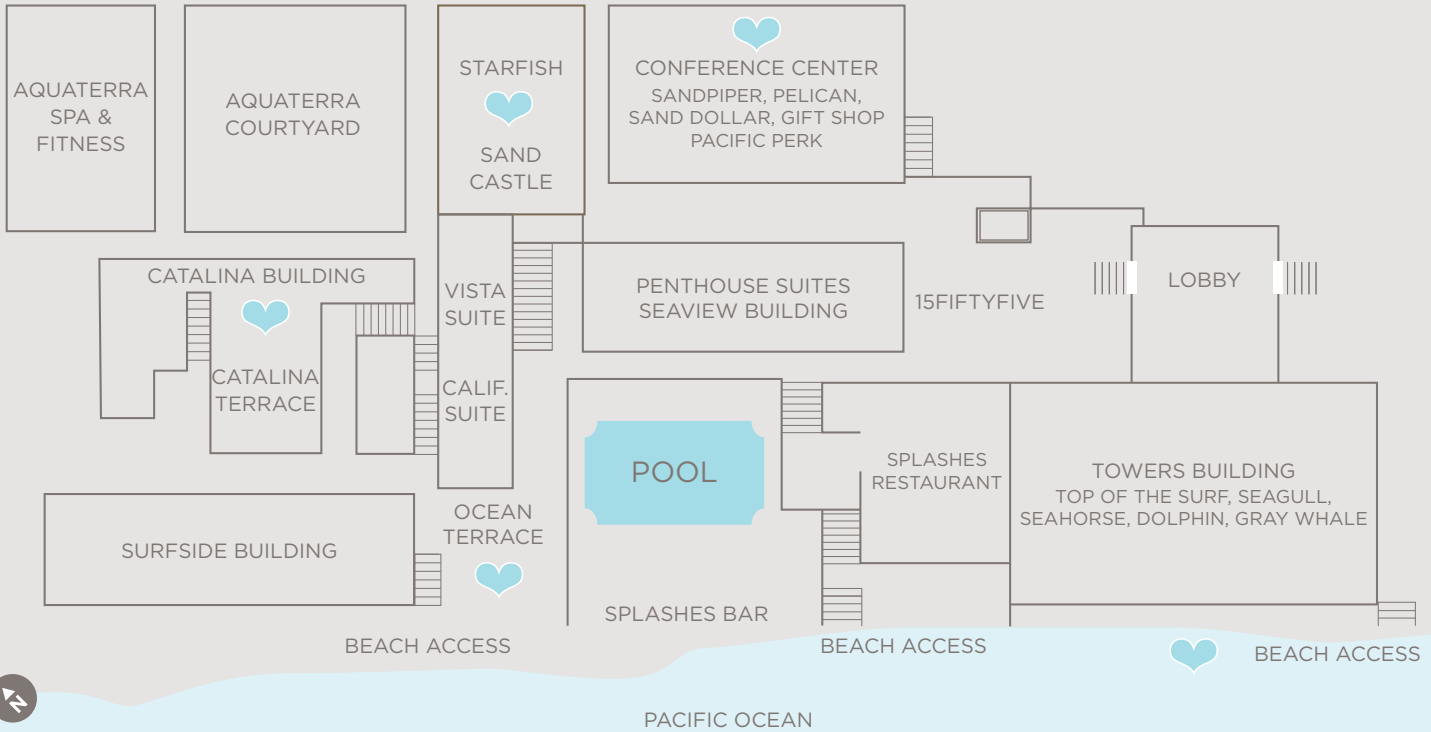 AQUATERRA
SPA &
FITNESS
AQUATERRA
COURTYARD
STARFISH
SAND
CASTLE
CONFERENCE CENTER
SANDPIPER, PELICAN,
SAND DOLLAR, GIFT SHOP
PACIFIC PERK
CATALINA BUILDING
CATALINA
TERRACE
VISTA
SUITE
CALIF.
SUITE
PENTHOUSE SUITES
SEAVIEW BUILDING
15FIFTYFIVE
LOBBY
POOL
SPLASHES
RESTAURANT
TOWERS BUILDING
TOP OF THE SURF, SEAGULL,
SEAHORSE, DOLPHIN, GRAY WHALE
SURFSIDE BUILDING
OCEAN
TERRACE
SPLASHES BAR
BEACH ACCESS
BEACH ACCESS
BEACH ACCESS
N
PACIFIC OCEAN